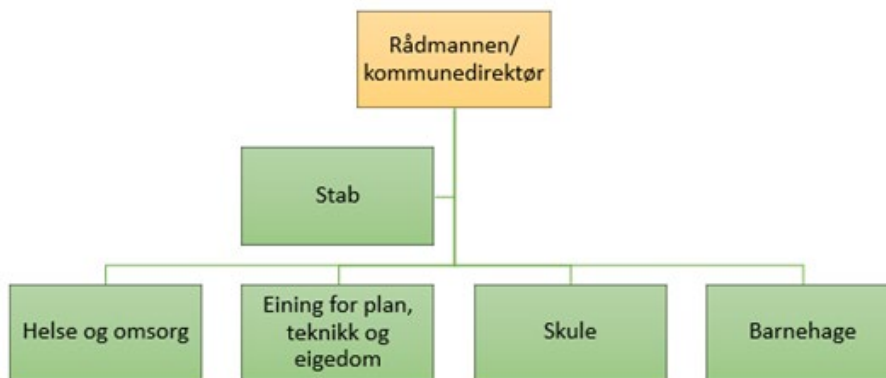 Rådmannen/
kommunedirektør
Stab
Helse og omsorg
Eining for plan,
teknikk og
eigedom
Skule
Barnehage